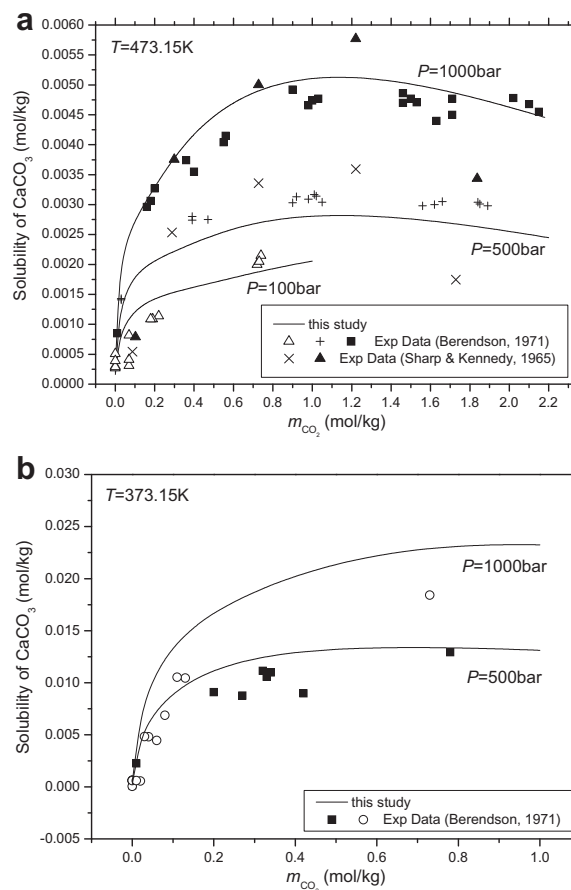 a
T=473.15K
P=1000bar
P=500bar
P=100bar
Solubility of CaCO3 (mol/kg)
0.0060
0.0055
0.0050
0.0045
0.0040
0.0035
0.0030
0.0025
0.0020
0.0015
0.0010
0.0005
0.0000
this study
Exp Data (Berendson, 1971)
Exp Data (Sharp & Kennedy, 1965)
0.0 0.2 0.4 0.6 0.8 1.0 1.2 1.4 1.6 1.8 2.0 2.2
mCO2 (mol/kg)
b
T=373.15K
P=1000bar
P=500bar
Solubility of CaCO3 (mol/kg)
0.030
0.025
0.020
0.015
0.010
0.005
0.000
-0.005
this study
Exp Data (Berendson, 1971)
0.0 0.2 0.4 0.6 0.8 1.0
mCO2 (mol/kg)